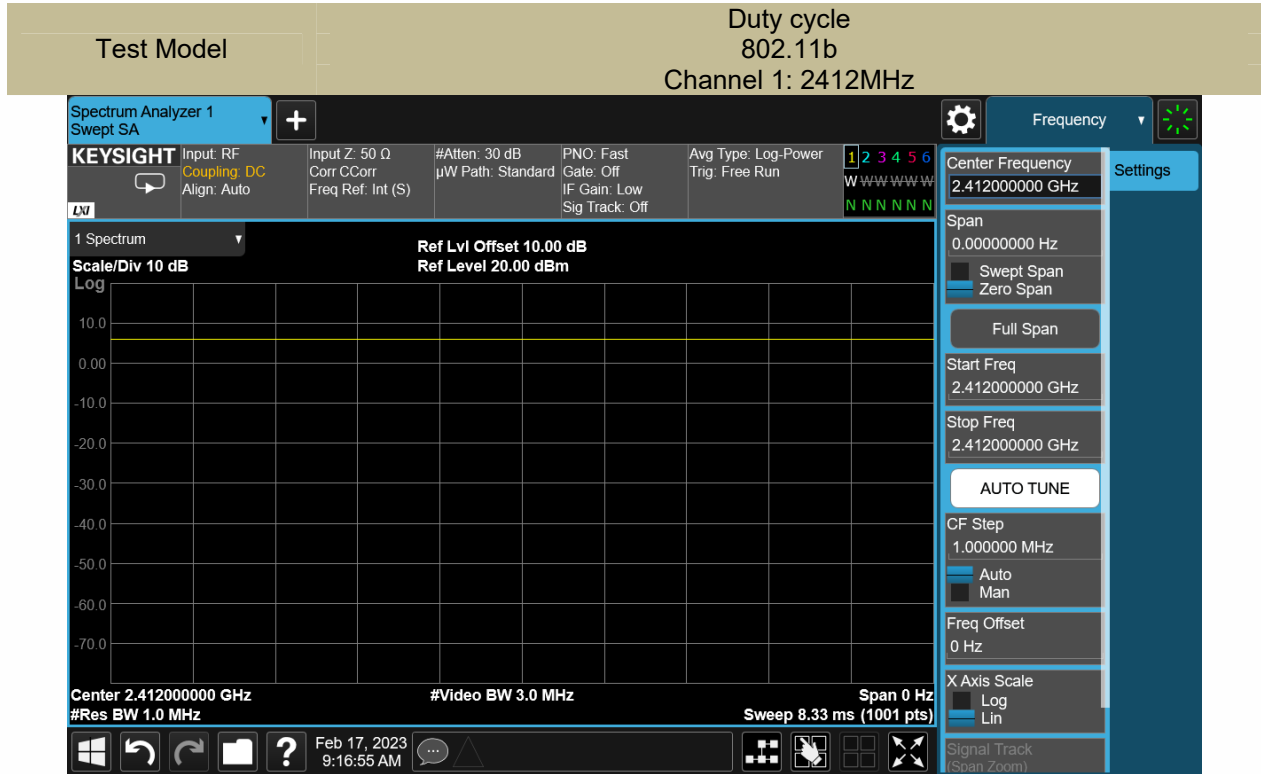 Test Model
Duty cycle
802.11b
Channel 1: 2412MHz
Spectrum Analyzer 1
Swept SA
Frequency
KEYSIGHT
LXI
Input: RF
Coupling: DC
Align: Auto
Input Z: 50 Ω
Corr CCorr
Freq Ref: Int (S)
#Atten: 30 dB
µW Path: Standard
PNO: Fast
Gate: Off
IF Gain: Low
Sig Track: Off
Avg Type: Log-Power
Trig: Free Run
1 2 3 4 5 6
W W W W W W
N N N N N N
1 Spectrum
Scale/Div 10 dB
Ref Lvl Offset 10.00 dB
Ref Level 20.00 dBm
Log
10.0
0.00
-10.0
-20.0
-30.0
-40.0
-50.0
-60.0
-70.0
Center 2.412000000 GHz
#Res BW 1.0 MHz
#Video BW 3.0 MHz
Span 0 Hz
Sweep 8.33 ms (1001 pts)
Center Frequency
2.412000000 GHz
Settings
Span
0.00000000 Hz
Swept Span
Zero Span
Full Span
Start Freq
2.412000000 GHz
Stop Freq
2.412000000 GHz
AUTO TUNE
CF Step
1.000000 MHz
Auto
Man
Freq Offset
0 Hz
X Axis Scale
Log
Lin
Signal Track
(Span Zoom)
?
Feb 17, 2023
9:16:55 AM